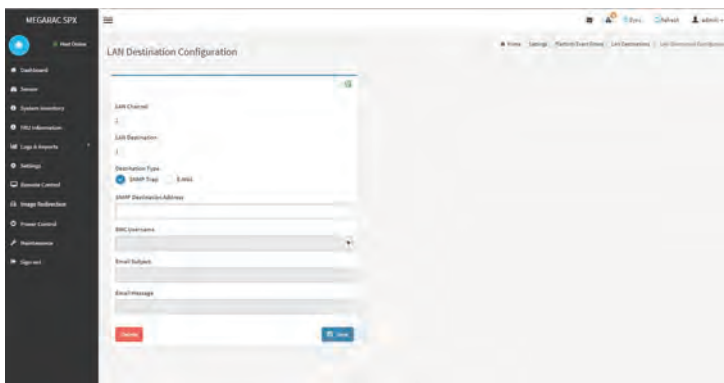 MEGARAC SPX
Host Online
Sync
Refresh
admin
LAN Destination Configuration
Home
Settings
Platform Event Filters
LAN Destinations
LAN Destination Configuration
Dashboard
Sensor
System Inventory
FRU Information
Logs & Reports
Settings
Remote Control
Image Redirection
Power Control
Maintenance
Sign out
LAN Channel
1
LAN Destination
1
Destination Type
SNMP Trap
E-Mail
SNMP Destination Address
BMC Username
Email Subject
Email Message
Delete
Save